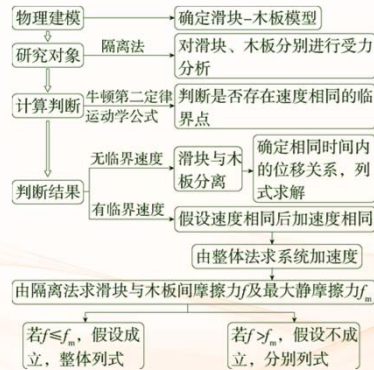 物理建模
确定滑块-木板模型
研究对象
隔离法
对滑块、木板分别进行受力
分析
计算判断
牛顿第二定律
运动学公式
判断是否存在速度相同的临
界点
判断结果
无临界速度
滑块与木
板分离
确定相同时间内
的位移关系，列
式求解
有临界速度
假设速度相同后加速度相同
由整体法求系统加速度
由隔离法求滑块与木板间摩擦力f及最大静摩擦力fm
若f≤fm，假设成
立，整体列式
若f>fm，假设不成
立，分别列式